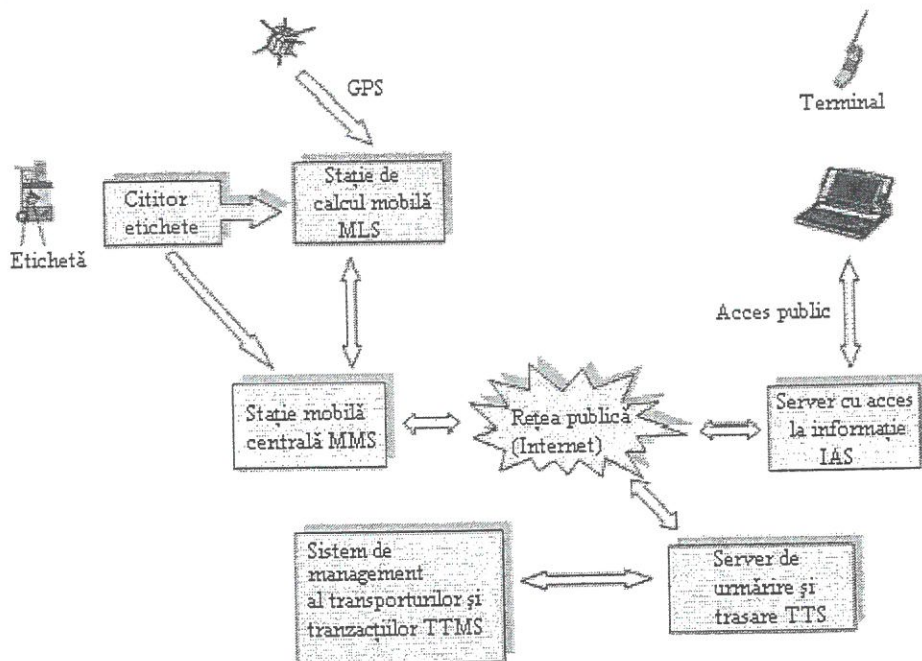 GPS
Terminal
Etichetă
Cititor
etichete
Stație de
calcul mobilă
MLS
Acces public
Stație mobilă
centrală MMS
Rețea publică
(Internet)
Server cu acces
la informație
IAS
Sistem de
management
al transporturilor și
tranzacțiilor TTMS
Server de
urmărire și
trasare TTS